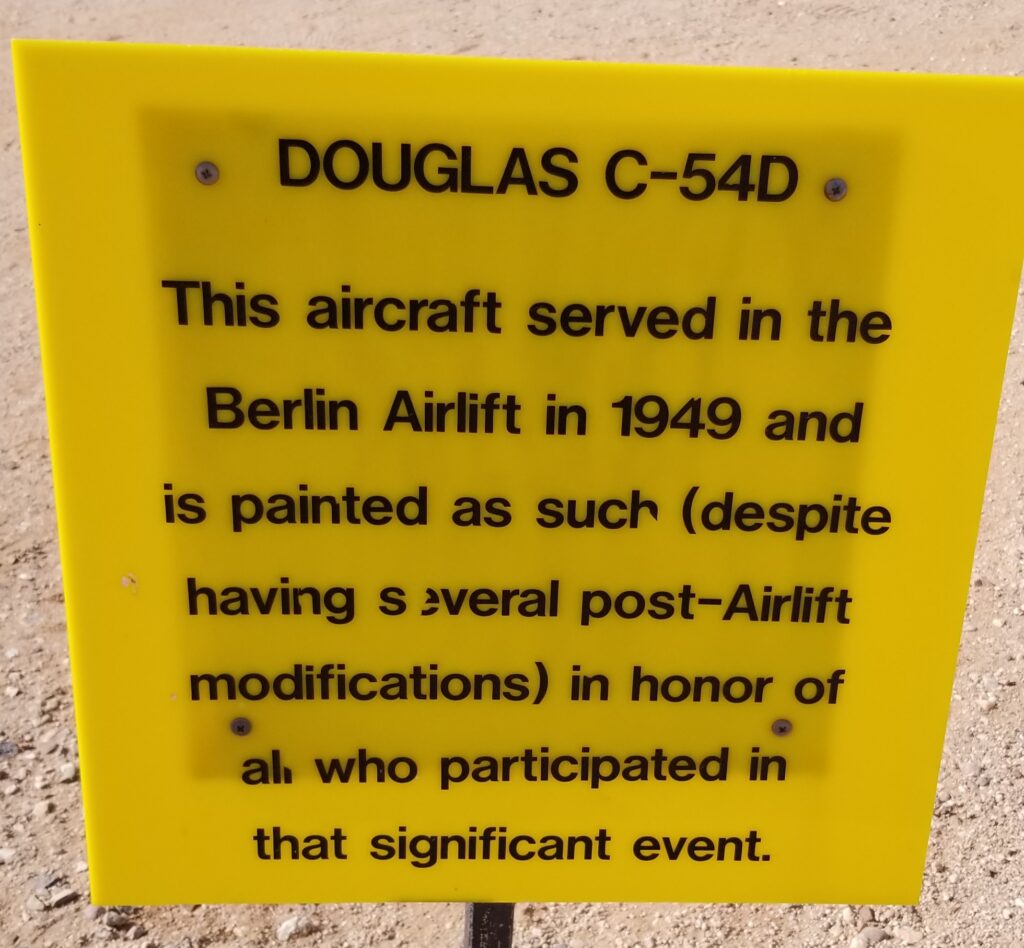 DOUGLAS C-54D
This aircraft served in the
Berlin Airlift in 1949 and
is painted as such (despite
having several post-Airlift
modifications) in honor of
all who participated in
that significant event.